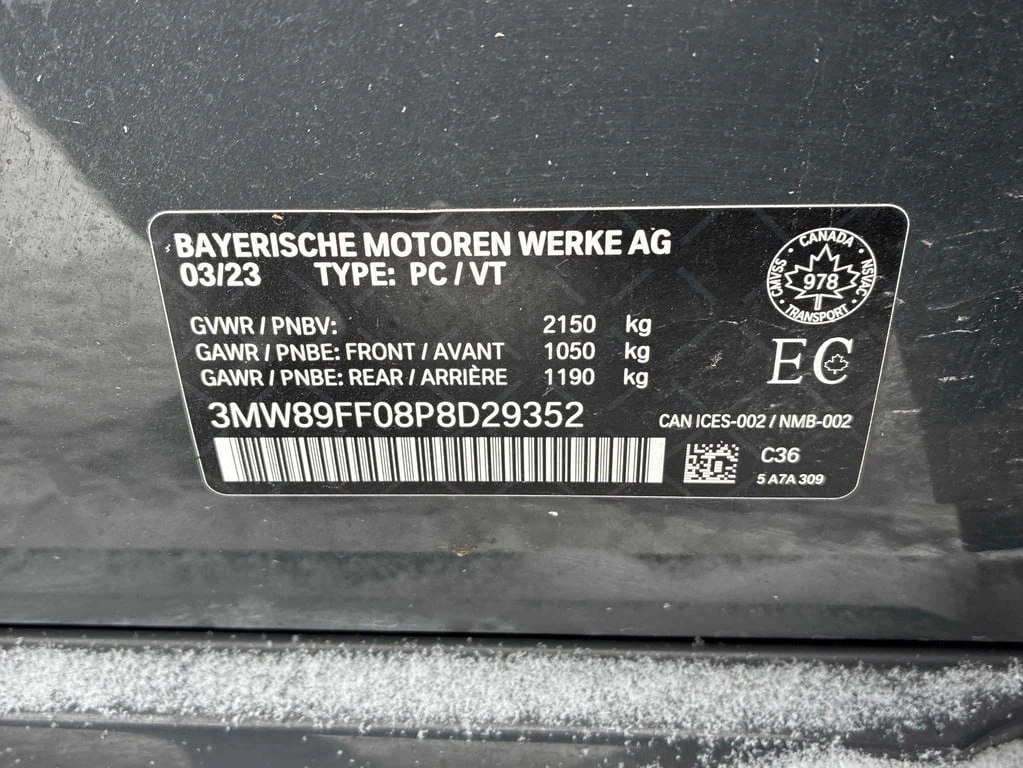 BAYERISCHE MOTOREN WERKE AG
03/23 TYPE: PC / VT
CANADA
CMVSS 978 NSVAC
TRANSPORT
GVWR / PNBV: 2150 kg
GAWR / PNBE: FRONT / AVANT 1050 kg
GAWR / PNBE: REAR / ARRIÈRE 1190 kg
EC
3MW89FF08P8D29352
CAN ICES-002 / NMB-002
C36
5 A7A 309